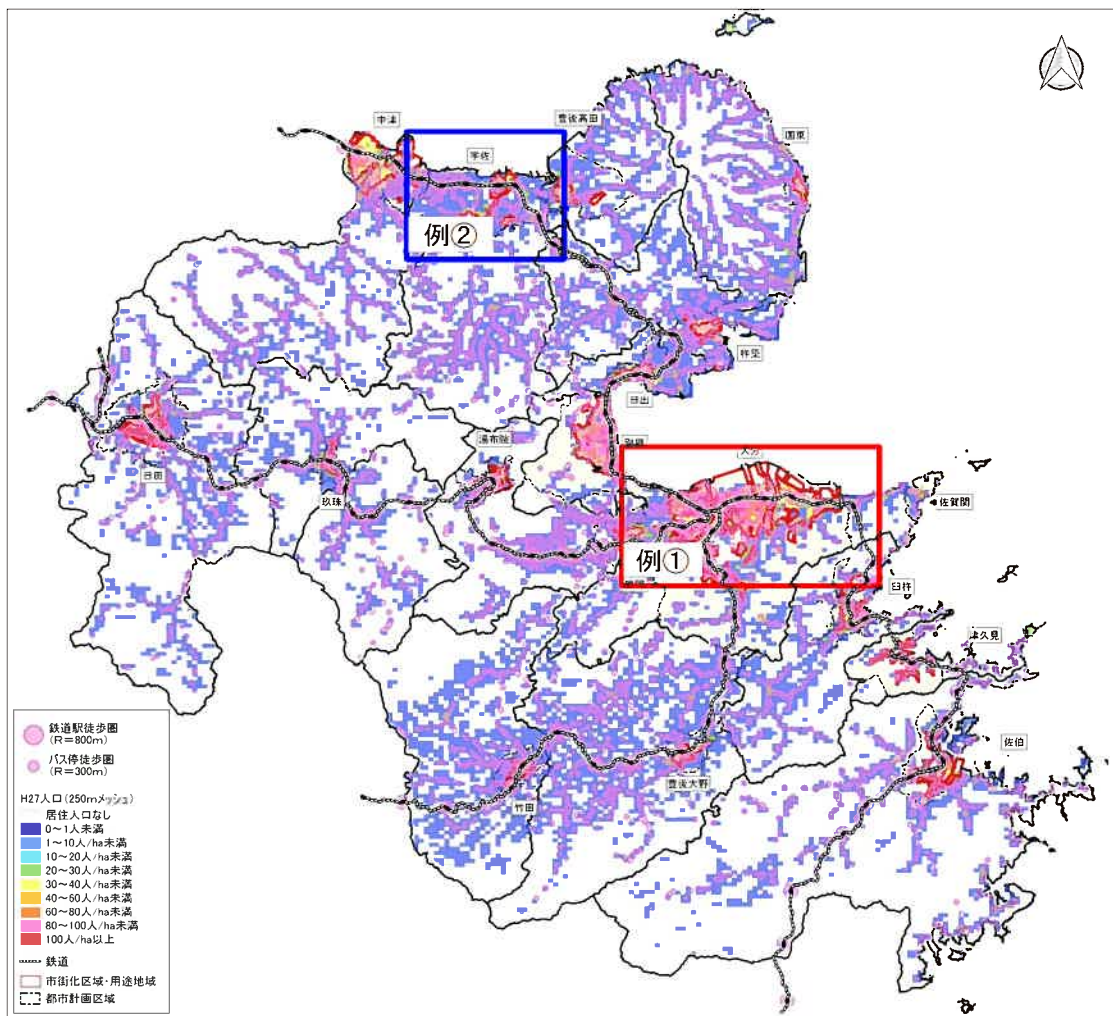 中津
豊後高田
国東
宇佐
例②
杵築
日出
別府
湯布院
大分
佐賀関
日田
玖珠
例①
臼杵
津久見
佐伯
豊後大野
竹田
鉄道駅徒歩圏
(R=800m)
バス停徒歩圏
(R=300m)
H27人口(250mメッシュ)
居住人口なし
0~1人未満
1~10人/ha未満
10~20人/ha未満
20~30人/ha未満
30~40人/ha未満
40~60人/ha未満
60~80人/ha未満
80~100人/ha未満
100人/ha以上
鉄道
市街化区域・用途地域
都市計画区域